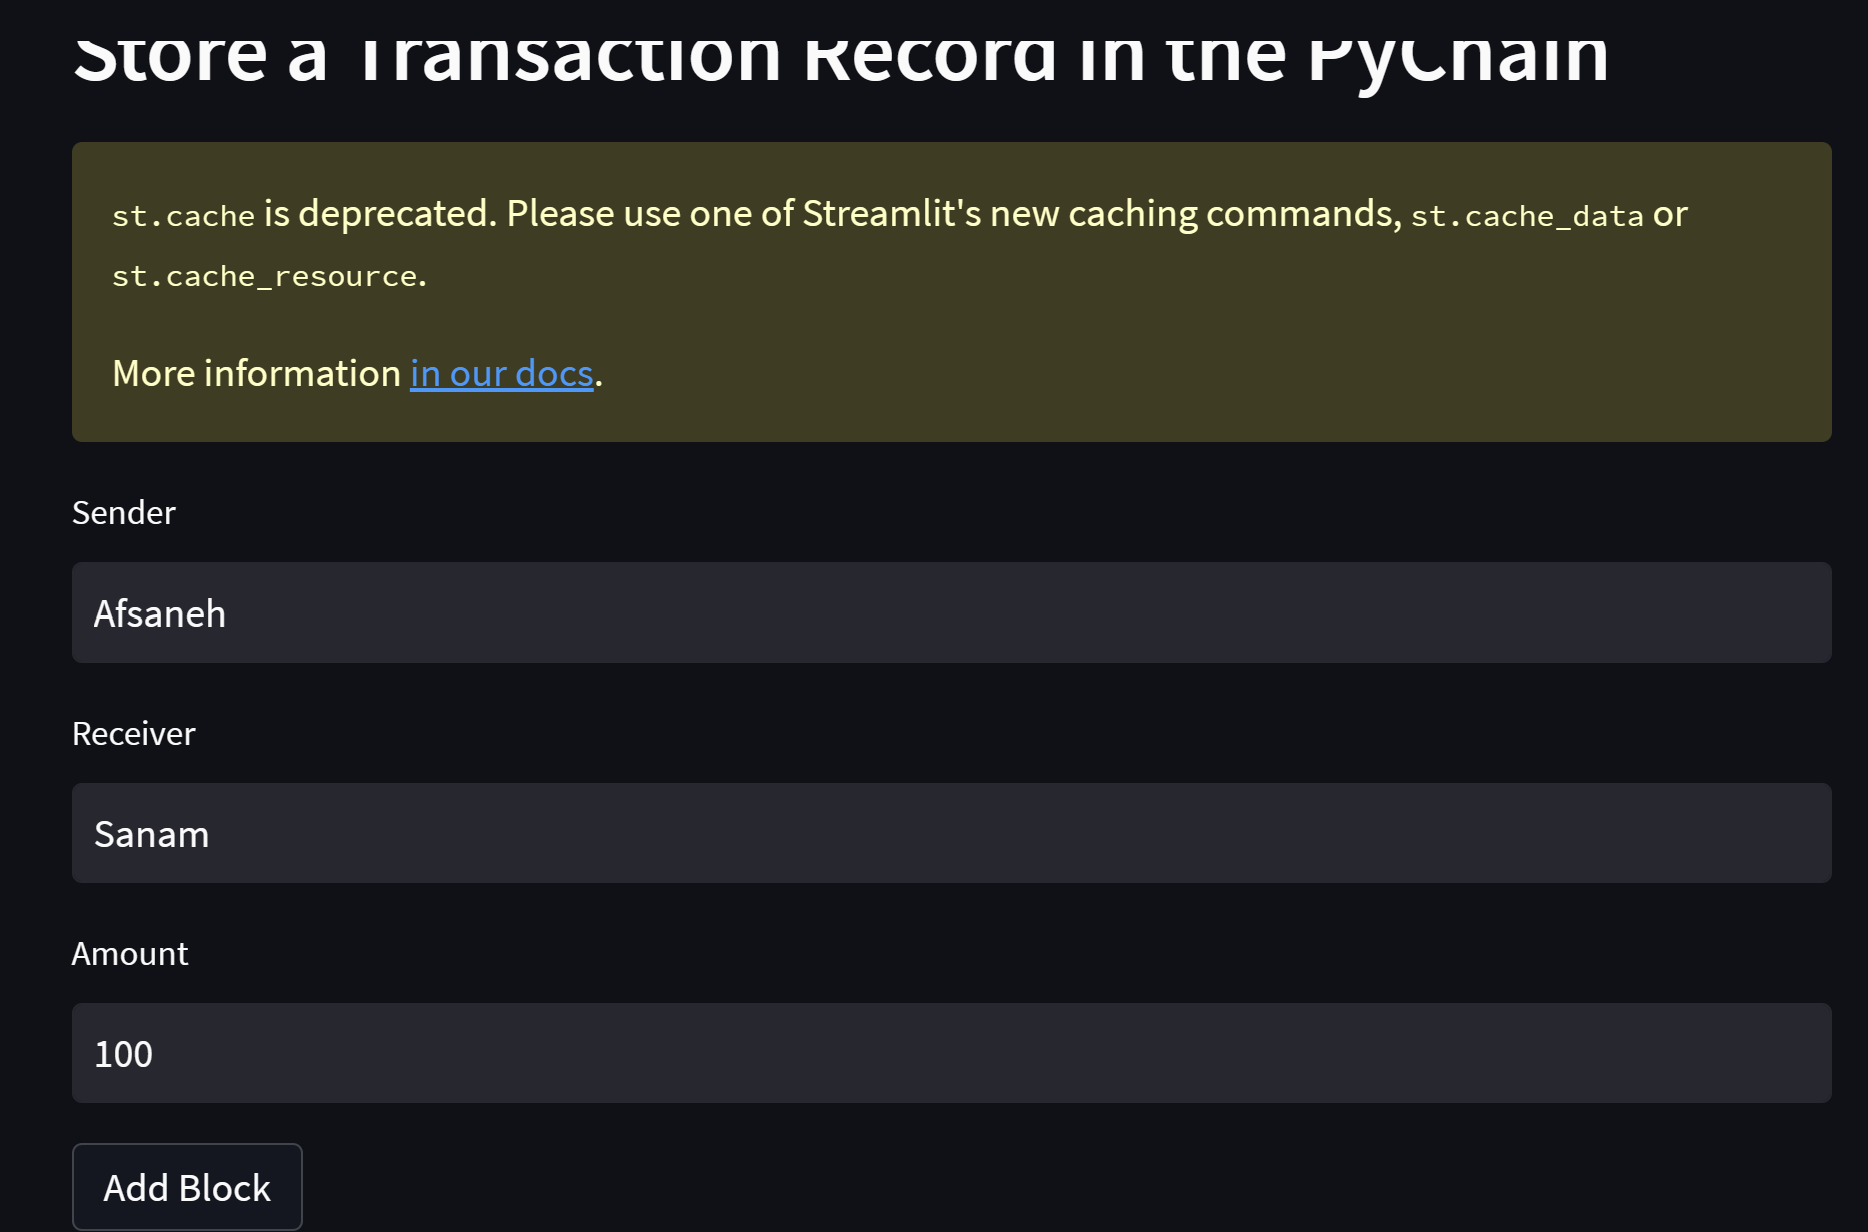 Store a Transaction Record in the PyChain
st.cache is deprecated. Please use one of Streamlit's new caching commands, st.cache_data or
st.cache_resource.
More information in our docs.
Sender
Afsaneh
Receiver
Sanam
Amount
100
Add Block